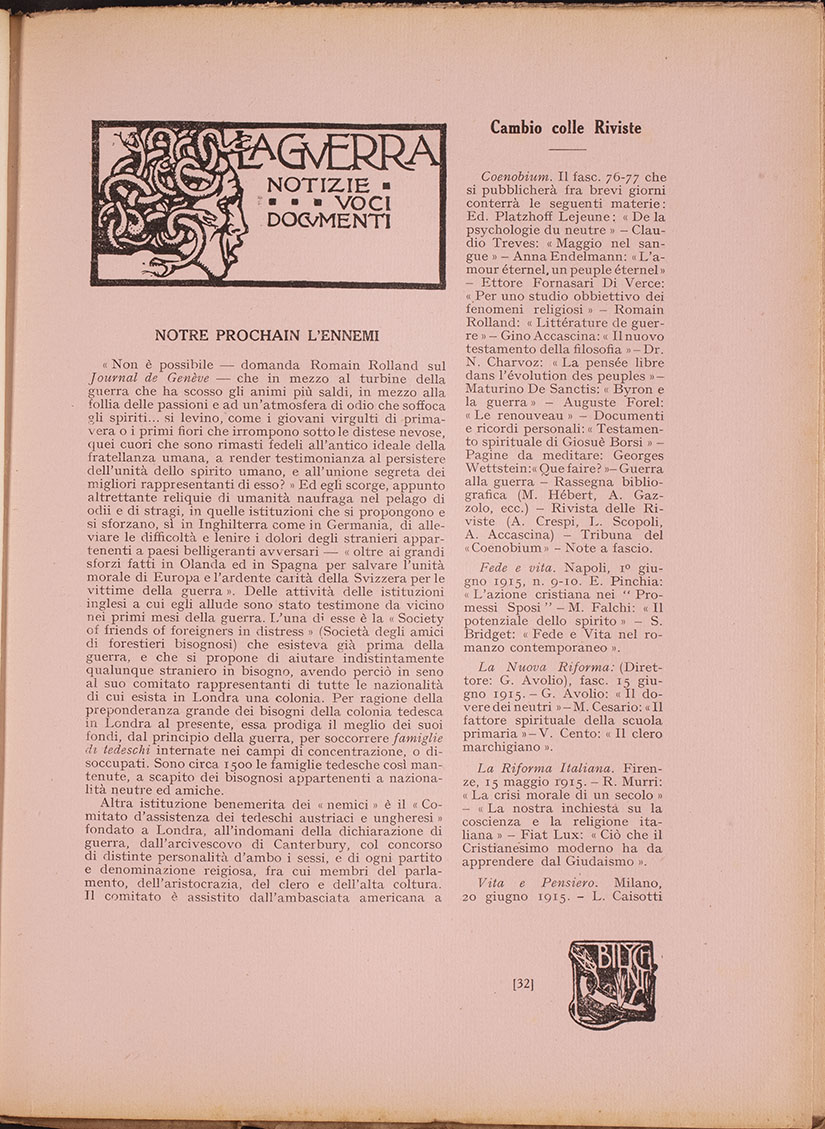 LA GVERRA
NOTIZIE
VOCI
DOCVMENTI
NOTRE PROCHAIN L'ENNEMI
« Non è possibile — domanda Romain Rolland sul
Journal de Genève — che in mezzo al turbine della
guerra che ha scosso gli animi più saldi, in mezzo alla
follia delle passioni e ad un'atmosfera di odio che soffoca
gli spiriti... si levino, come i giovani virgulti di prima-
vera o i primi fiori che irrompono sotto le distese nevose,
quei cuori che sono rimasti fedeli all'antico ideale della
fratellanza umana, a render testimonianza al persistere
dell'unità dello spirito umano, e all'unione segreta dei
migliori rappresentanti di esso? » Ed egli scorge, appunto
altrettante reliquie di umanità naufraga nel pelago di
odii e di stragi, in quelle istituzioni che si propongono e
si sforzano, sì in Inghilterra come in Germania, di alle-
viare le difficoltà e lenire i dolori degli stranieri appar-
tenenti a paesi belligeranti avversari — « oltre ai grandi
sforzi fatti in Olanda ed in Spagna per salvare l'unità
morale di Europa e l'ardente carità della Svizzera per le
vittime della guerra ». Delle attività delle istituzioni
inglesi a cui egli allude sono stato testimone da vicino
nei primi mesi della guerra. L'una di esse è la « Society
of friends of foreigners in distress » (Società degli amici
di forestieri bisognosi) che esisteva già prima della
guerra, e che si propone di aiutare indistintamente
qualunque straniero in bisogno, avendo perciò in seno
al suo comitato rappresentanti di tutte le nazionalità
di cui esista in Londra una colonia. Per ragione della
preponderanza grande dei bisogni della colonia tedesca
in Londra al presente, essa prodiga il meglio dei suoi
fondi, dal principio della guerra, per soccorrere famiglie
di tedeschi internate nei campi di concentrazione, o di-
soccupati. Sono circa 1500 le famiglie tedesche così man-
tenute, a scapito dei bisognosi appartenenti a naziona-
lità neutre ed amiche.
Altra istituzione benemerita dei « nemici » è il « Co-
mitato d'assistenza dei tedeschi austriaci e ungheresi »
fondato a Londra, all'indomani della dichiarazione di
guerra, dall'arcivescovo di Canterbury, col concorso
di distinte personalità d'ambo i sessi, e di ogni partito
e denominazione reigiosa, fra cui membri del parla-
mento, dell'aristocrazia, del clero e dell'alta coltura.
Il comitato è assistito dall'ambasciata americana a
Cambio colle Riviste
Coenobium. Il fasc. 76-77 che
si pubblicherà fra brevi giorni
conterrà le seguenti materie:
Ed. Platzhoff Lejeune: « De la
psychologie du neutre » – Clau-
dio Treves: « Maggio nel san-
gue » – Anna Endelmann: « L'a-
mour éternel, un peuple éternel »
– Ettore Fornasari Di Verce:
« Per uno studio obbiettivo dei
fenomeni religiosi » – Romain
Rolland: « Littérature de guer-
re » – Gino Accascina: « Il nuovo
testamento della filosofia » – Dr.
N. Charvoz: « La pensée libre
dans l'évolution des peuples » –
Maturino De Sanctis: « Byron e
la guerra » – Auguste Forel:
« Le renouveau » – Documenti
e ricordi personali: « Testamen-
to spirituale di Giosuè Borsi » –
Pagine da meditare: Georges
Wettstein: « Que faire? » – Guerra
alla guerra – Rassegna biblio-
grafica (M. Hébert, A. Gaz-
zolo, ecc.) – Rivista delle Ri-
viste (A. Crespi, L. Scopoli,
A. Accascina) – Tribuna del
« Coenobium » - Note a fascio.
Fede e vita. Napoli, 1º giu-
gno 1915, n. 9-10. E. Pinchia:
« L'azione cristiana nei “ Pro-
messi Sposi ” – M. Falchi: « Il
potenziale dello spirito » – S.
Bridget: « Fede e Vita nel ro-
manzo contemporaneo ».
La Nuova Riforma: (Diret-
tore: G. Avolio), fasc. 15 giu-
gno 1915. – G. Avolio: « Il do-
vere dei neutri » – M. Cesario: « Il
fattore spirituale della scuola
primaria » – V. Cento: « Il clero
marchigiano ».
La Riforma Italiana. Firen-
ze, 15 maggio 1915. – R. Murri:
« La crisi morale di un secolo »
– « La nostra inchiesta su la
coscienza e la religione ita-
liana » – Fiat Lux: « Ciò che il
Cristianesimo moderno ha da
apprendere dal Giudaismo ».
Vita e Pensiero. Milano,
20 giugno 1915. – L. Caisotti
[32]
BILYCHNIS